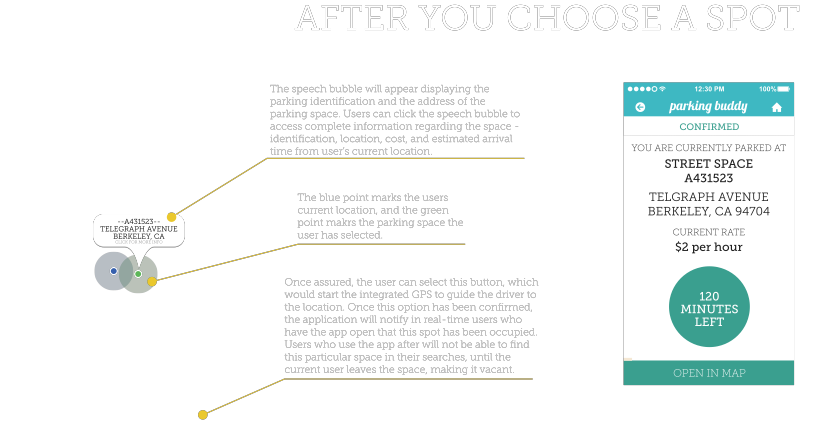 AFTER YOU CHOOSE A SPOT
The speech bubble will appear displaying the
parking identification and the address of the
parking space. Users can click the speech bubble to
access complete information regarding the space -
identification, location, cost, and estimated arrival
time from user's current location.
The blue point marks the users
current location, and the green
point makrs the parking space the
user has selected.
--A431523--
TELEGRAPH AVENUE
BERKELEY, CA
CLICK FOR MORE INFO
Once assured, the user can select this button, which
would start the integrated GPS to guide the driver to
the location. Once this option has been confirmed,
the application will notify in real-time users who
have the app open that this spot has been occupied.
Users who use the app after will not be able to find
this particular space in their searches, until the
current user leaves the space, making it vacant.
12:30 PM 100%
parking buddy
CONFIRMED
YOU ARE CURRENTLY PARKED AT
STREET SPACE
A431523
TELGRAPH AVENUE
BERKELEY, CA 94704
CURRENT RATE
$2 per hour
120
MINUTES
LEFT
OPEN IN MAP